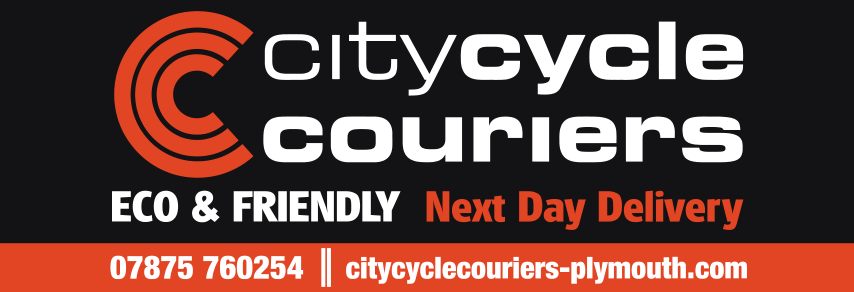 citycycle
couriers
ECO & FRIENDLY Next Day Delivery
07875 760254 || citycyclecouriers-plymouth.com